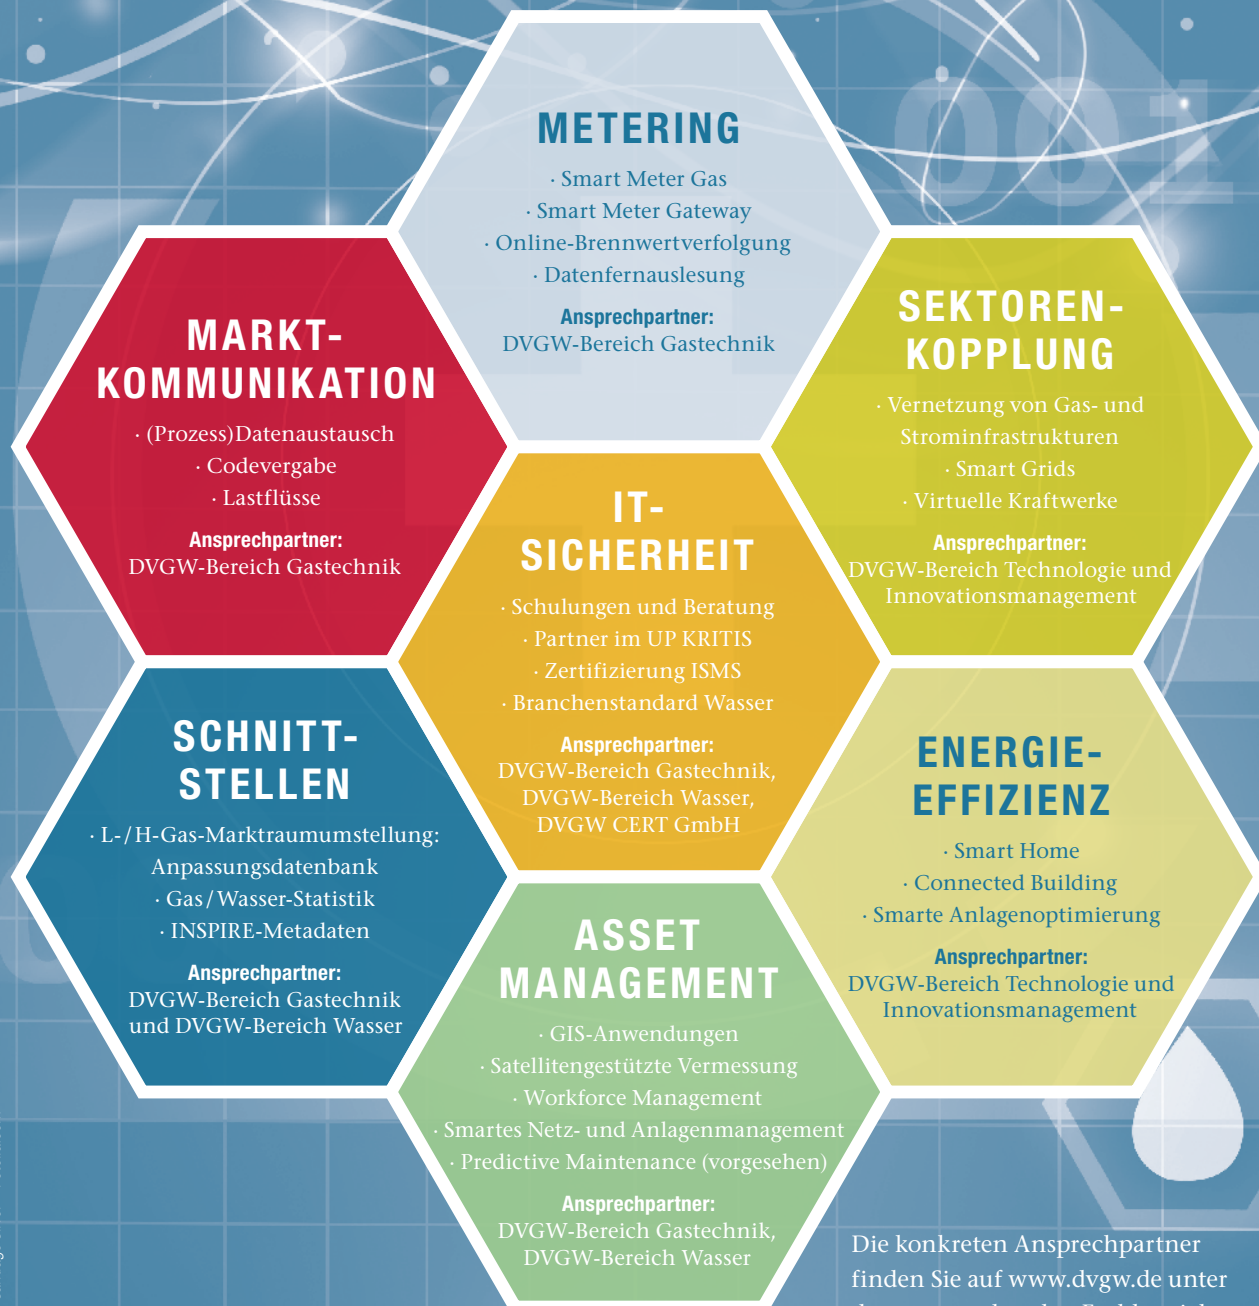 METERING
· Smart Meter Gas
· Smart Meter Gateway
· Online-Brennwertverfolgung
· Datenfernauslesung
Ansprechpartner:
DVGW-Bereich Gastechnik
MARKT-
KOMMUNIKATION
· (Prozess)Datenaustausch
· Codevergabe
· Lastflüsse
Ansprechpartner:
DVGW-Bereich Gastechnik
SEKTOREN-
KOPPLUNG
· Vernetzung von Gas- und
Strominfrastrukturen
· Smart Grids
· Virtuelle Kraftwerke
Ansprechpartner:
DVGW-Bereich Technologie und
Innovationsmanagement
IT-
SICHERHEIT
· Schulungen und Beratung
· Partner im UP KRITIS
· Zertifizierung ISMS
· Branchenstandard Wasser
Ansprechpartner:
DVGW-Bereich Gastechnik,
DVGW-Bereich Wasser,
DVGW CERT GmbH
SCHNITT-
STELLEN
· L-/H-Gas-Marktraumumstellung:
Anpassungsdatenbank
· Gas/Wasser-Statistik
· INSPIRE-Metadaten
Ansprechpartner:
DVGW-Bereich Gastechnik
und DVGW-Bereich Wasser
ENERGIE-
EFFIZIENZ
· Smart Home
· Connected Building
· Smarte Anlagenoptimierung
Ansprechpartner:
DVGW-Bereich Technologie und
Innovationsmanagement
ASSET
MANAGEMENT
· GIS-Anwendungen
· Satellitengestützte Vermessung
· Workforce Management
· Smartes Netz- und Anlagenmanagement
· Predictive Maintenance (vorgesehen)
Ansprechpartner:
DVGW-Bereich Gastechnik,
DVGW-Bereich Wasser
Die konkreten Ansprechpartner
finden Sie auf www.dvgw.de unter
001